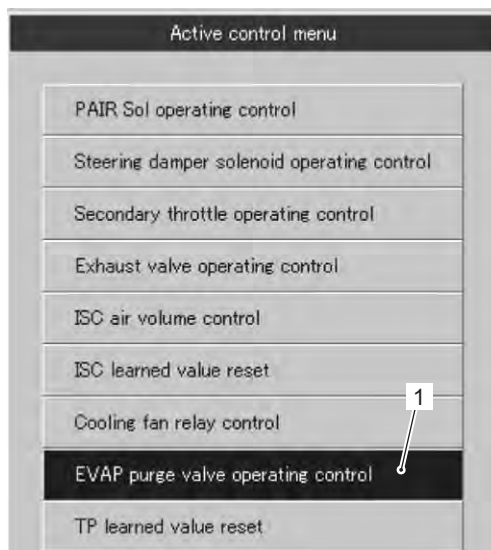 Active control menu
PAIR Sol operating control
Steering damper solenoid operating control
Secondary throttle operating control
Exhaust valve operating control
ISC air volume control
ISC learned value reset
1
Cooling fan relay control
EVAP purge valve operating control
TP learned value reset